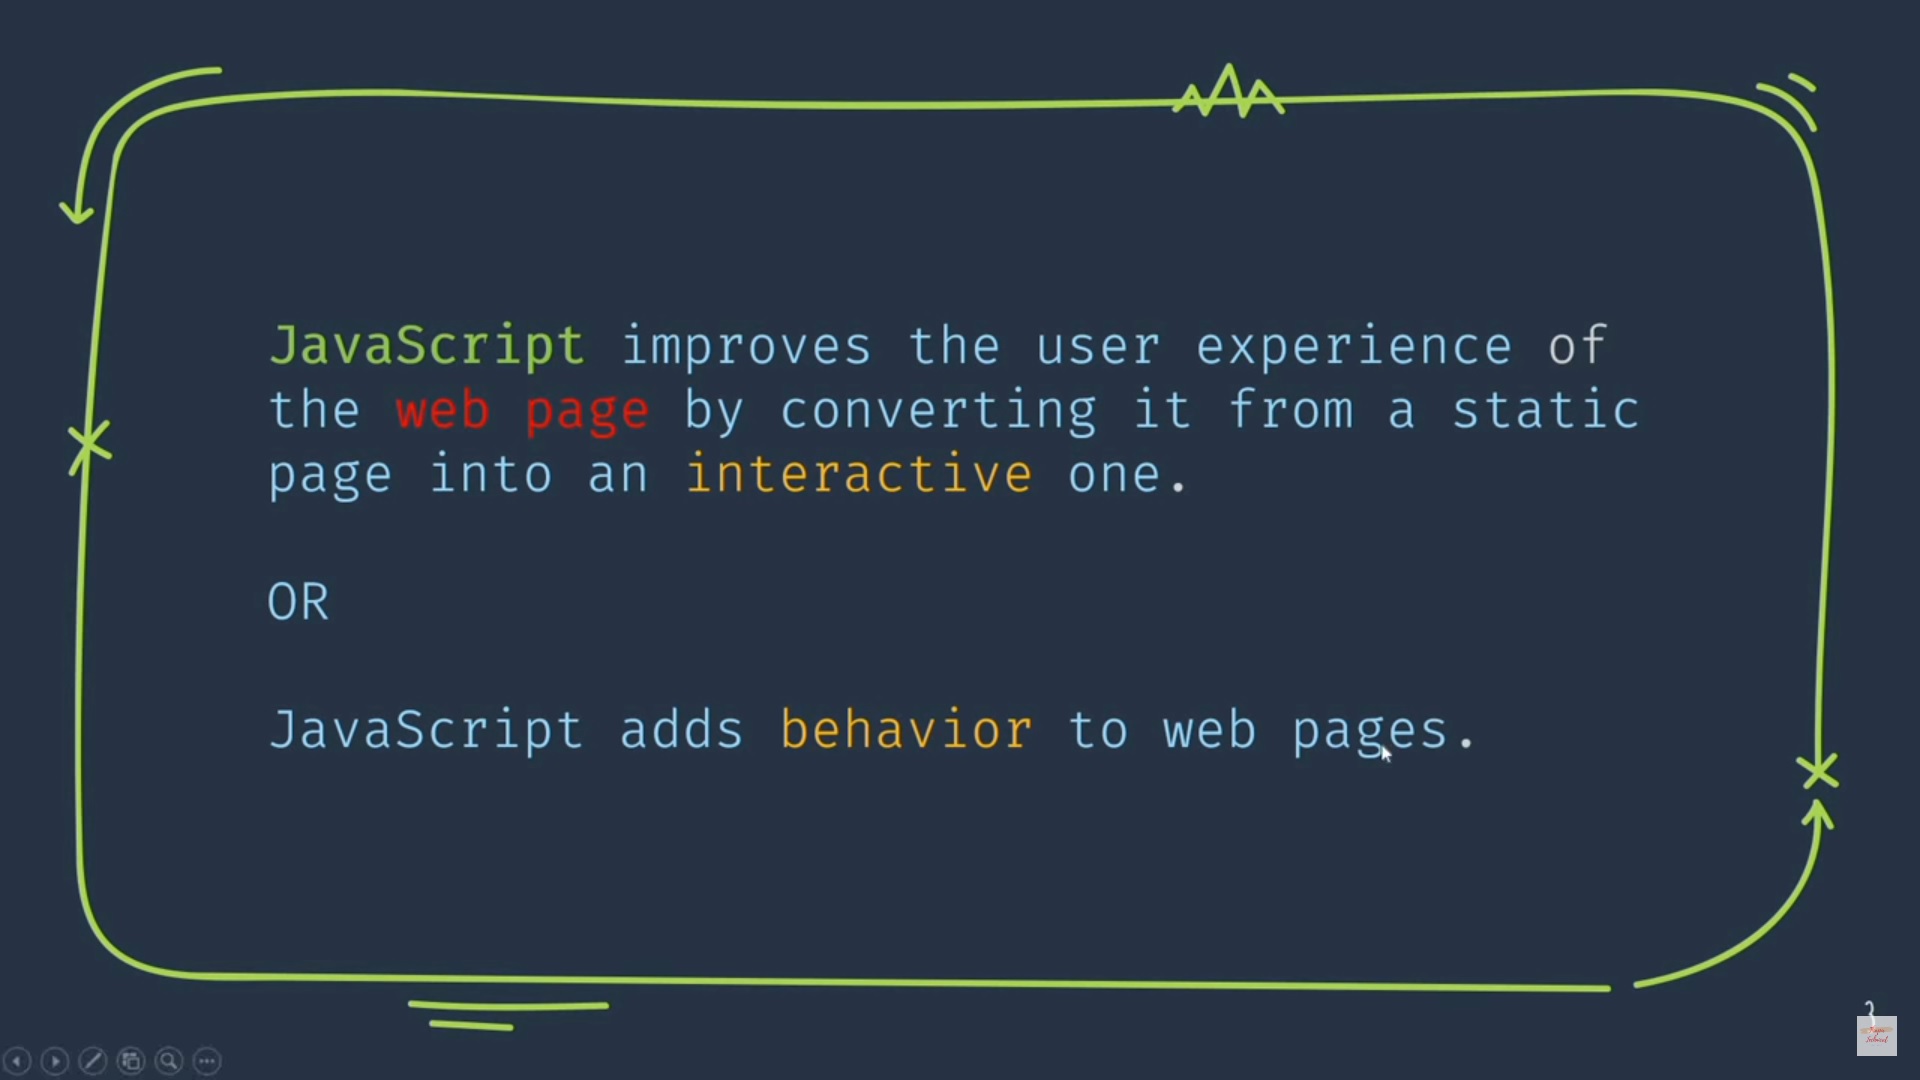 JavaScript improves the user experience of
the web page by converting it from a static
page into an interactive one.
OR
JavaScript adds behavior to web pages.
3